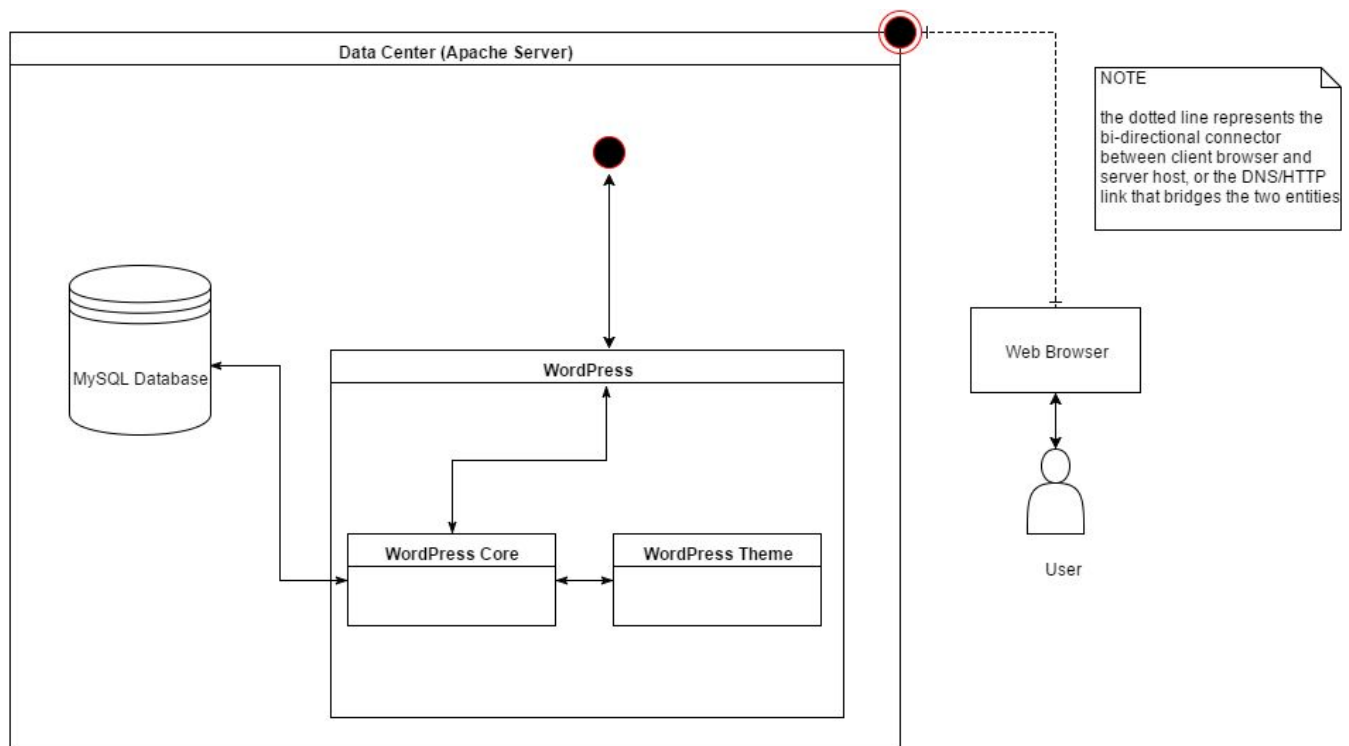 Data Center (Apache Server)
NOTE
the dotted line represents the
bi-directional connector
between client browser and
server host, or the DNS/HTTP
link that bridges the two entities
MySQL Database
WordPress
Web Browser
WordPress Core
WordPress Theme
User